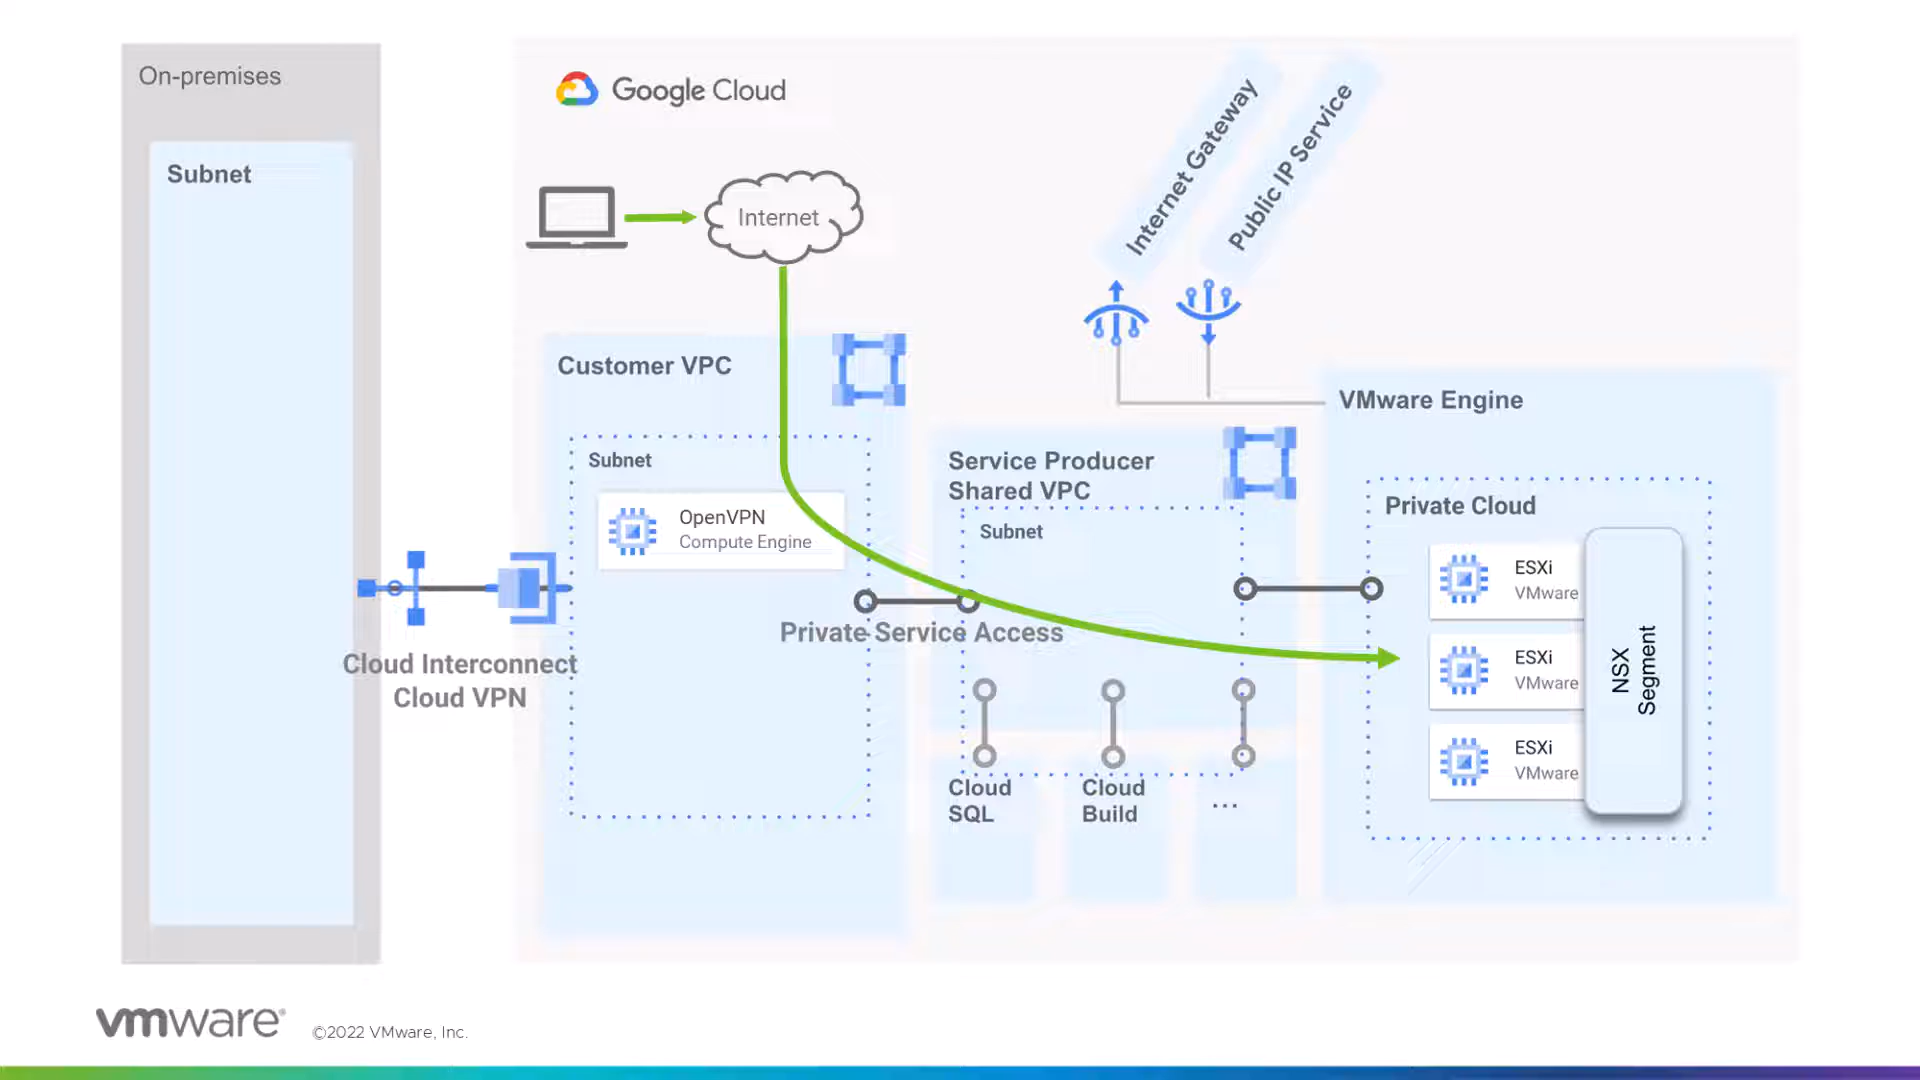 On-premises
Subnet
Google Cloud
Internet
Internet Gateway
Public IP Service
Customer VPC
Subnet
OpenVPN
Compute Engine
Cloud Interconnect
Cloud VPN
Private Service Access
Service Producer
Shared VPC
Subnet
Cloud
SQL
Cloud
Build
...
VMware Engine
Private Cloud
ESXi
VMware
ESXi
VMware
ESXi
VMware
NSX
Segment
vmware®
©2022 VMware, Inc.